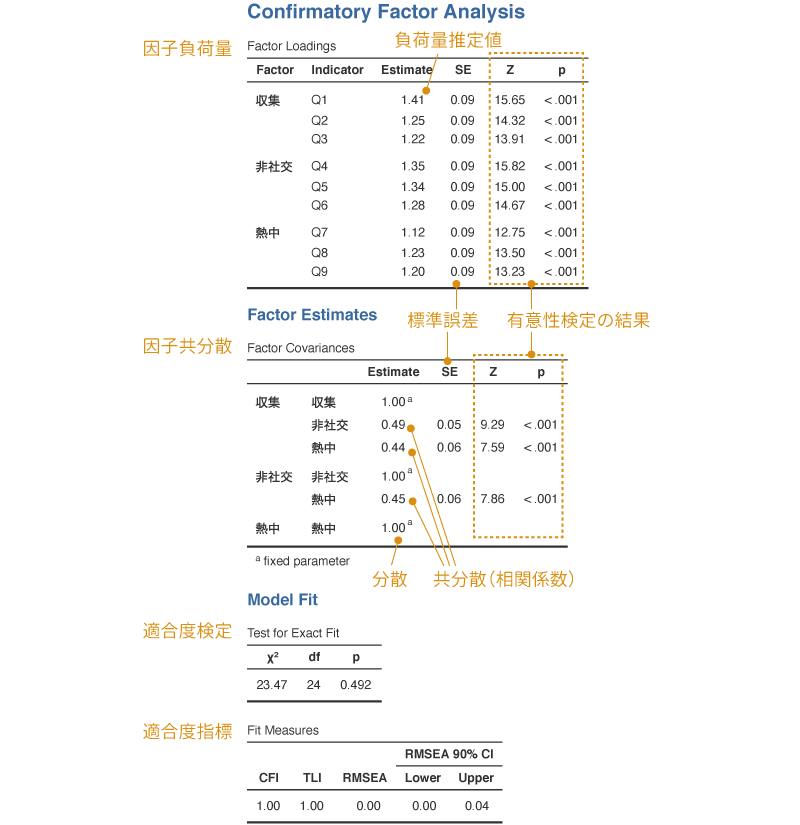 Confirmatory Factor Analysis
因子負荷量 Factor Loadings 負荷量推定値
Factor Indicator Estimate SE Z p
収集 Q1 1.41 0.09 15.65 < .001
Q2 1.25 0.09 14.32 < .001
Q3 1.22 0.09 13.91 < .001
非社交 Q4 1.35 0.09 15.82 < .001
Q5 1.34 0.09 15.00 < .001
Q6 1.28 0.09 14.67 < .001
熱中 Q7 1.12 0.09 12.75 < .001
Q8 1.23 0.09 13.50 < .001
Q9 1.20 0.09 13.23 < .001
Factor Estimates 標準誤差 有意性検定の結果
因子共分散 Factor Covariances
Estimate SE Z p
収集 収集 1.00 a
非社交 0.49 0.05 9.29 < .001
熱中 0.44 0.06 7.59 < .001
非社交 非社交 1.00 a
熱中 0.45 0.06 7.86 < .001
熱中 熱中 1.00 a
a fixed parameter
分散 共分散(相関係数)
Model Fit
適合度検定 Test for Exact Fit
χ² df p
23.47 24 0.492
適合度指標 Fit Measures
RMSEA 90% CI
CFI TLI RMSEA Lower Upper
1.00 1.00 0.00 0.00 0.04